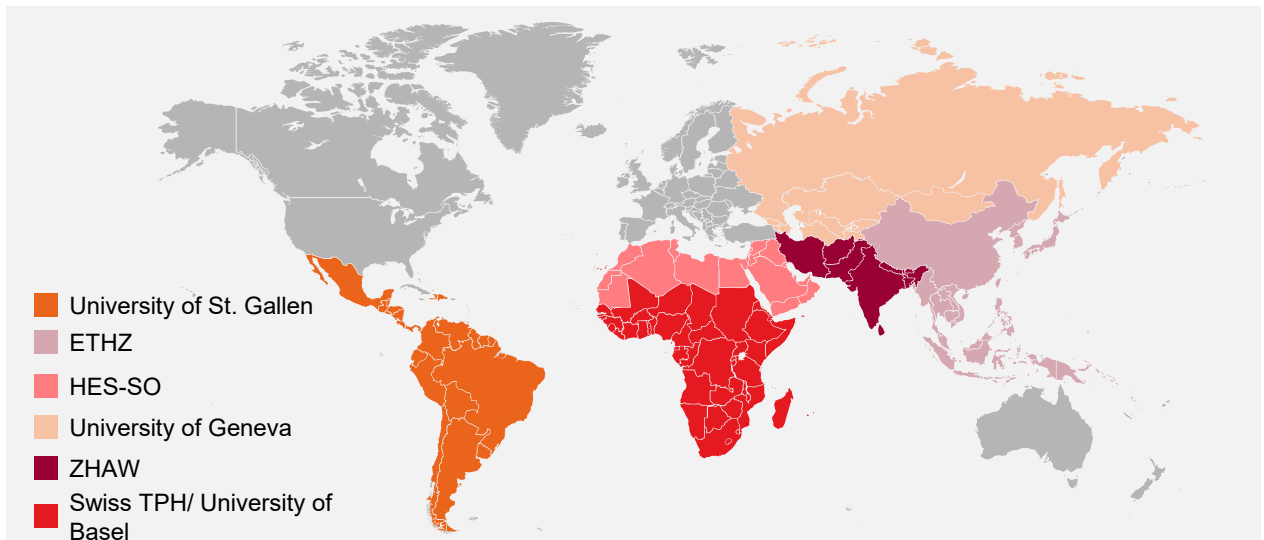 University of St. Gallen
ETHZ
HES-SO
University of Geneva
ZHAW
Swiss TPH/ University of
Basel